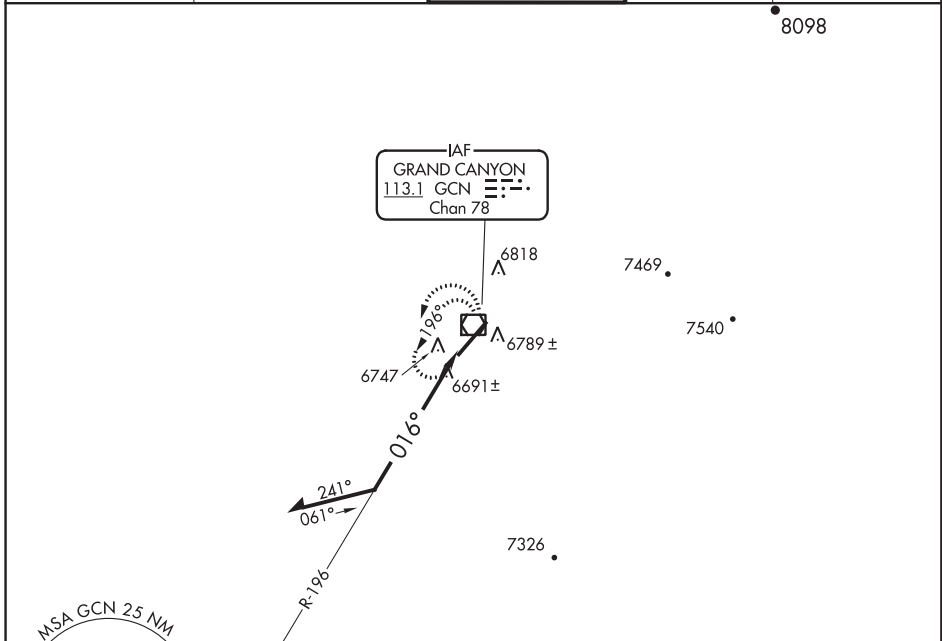 8098
IAF
GRAND CANYON
113.1 GCN
Chan 78
6818
7469
7540
196°
6789±
6747
6691±
016°
241°
061°
7326
R-196
MSA GCN 25 NM